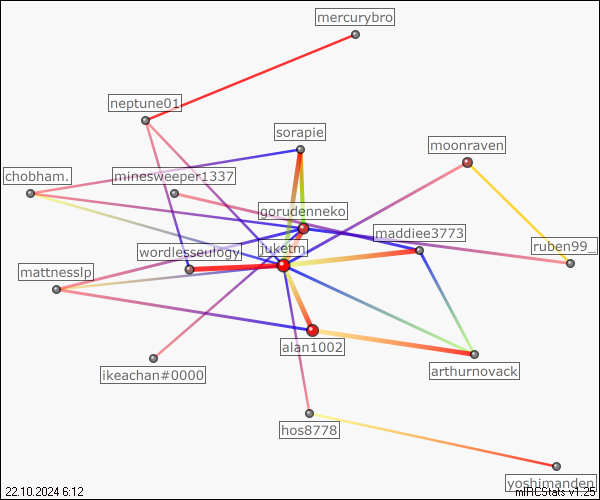 mercurybro
neptune01
sorapie
moonraven
chobham.
minesweeper1337
gorudenneko
maddiee3773
wordlesseulogy
juketm
ruben99_
mattnesslp
alan1002
ikeachan#0000
arthurnovack
hos8778
yoshimanden
22.10.2024 6:12
mIRCStats v1.25